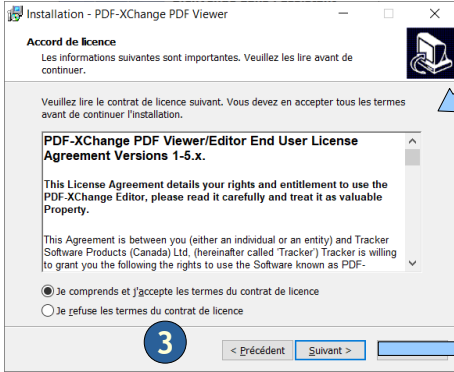 Installation - PDF-XChange PDF Viewer
Accord de licence
Les informations suivantes sont importantes. Veuillez les lire avant de
continuer.
Veuillez lire le contrat de licence suivant. Vous devez en accepter tous les termes
avant de continuer l'installation.
PDF-XChange PDF Viewer/Editor End User License
Agreement Versions 1-5.x.
This License Agreement details your rights and entitlement to use the
PDF-XChange Editor, please read it carefully and treat it as valuable
Property.
This Agreement is between you (either an individual or an entity) and Tracker
Software Products (Canada) Ltd, (hereinafter called 'Tracker') Tracker is willing
to grant you the following the rights to use the Software known as PDF-
Je comprends et j'accepte les termes du contrat de licence
Je refuse les termes du contrat de licence
3
< Précédent Suivant >